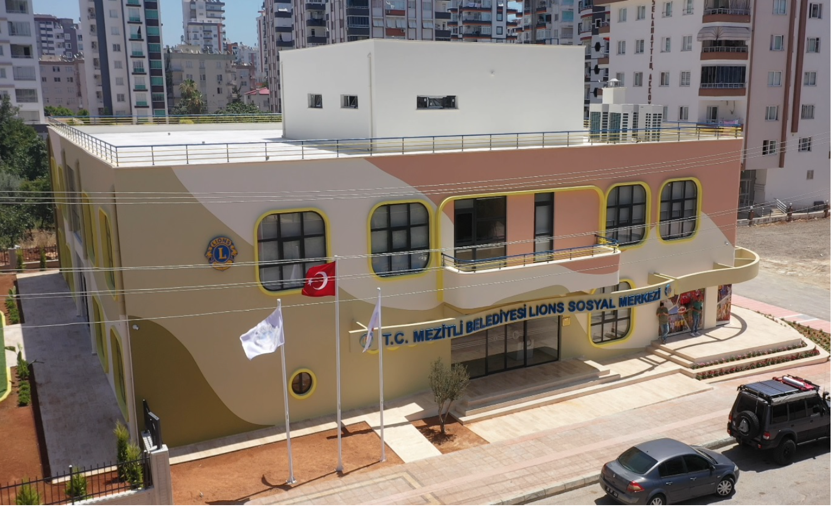 L
T.C. MEZİTLİ BELEDİYESİ LIONS SOSYAL MERKEZİ